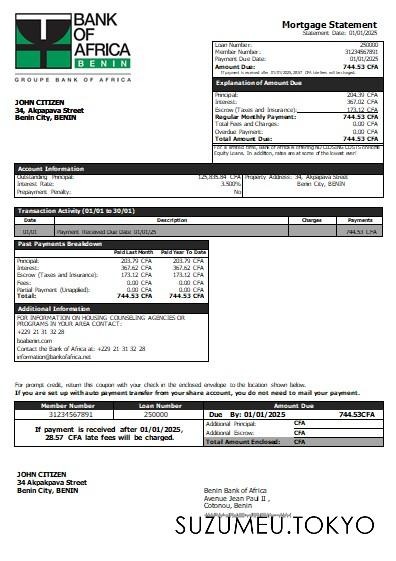 BANK
OF
AFRICA
BENIN
GROUPE BANK OF AFRICA
Mortgage Statement
Statement Date: 01/01/2025
Loan Number: 250000
Member Number: 31234567891
Payment Due Date: 01/01/2025
Amount Due: 744.53 CFA
If payment is received after 01/01/2025, 28.57 CFA late fees will be charged.
Explanation of Amount Due
Principal: 204.39 CFA
Interest: 367.02 CFA
Escrow (Taxes and Insurance): 173.12 CFA
Regular Monthly Payment: 744.53 CFA
Total Fees and Charges: 0.00 CFA
Overdue Payment: 0.00 CFA
Total Amount Due: 744.53 CFA
For a limited time, Bank of Africa is offering NO CLOSING COSTS on Home
Equity Loans. In addition, rates are at some of the lowest ever!
JOHN CITIZEN
34, Akpapava Street
Benin City, BENIN
Account Information
Outstanding Principal: 125,835.84 CFA
Interest Rate: 3.500%
Prepayment Penalty: No
Property Address: 34, Akpapava Street
Benin City, BENIN
Transaction Activity (01/01 to 30/01)
Date Description Charges Payments
01/01 Payment Received Due Date 01/01/25 744.53 CFA
Past Payments Breakdown
Paid Last Month Paid Year To Date
Principal: 203.79 CFA 203.79 CFA
Interest: 367.62 CFA 367.62 CFA
Escrow (Taxes and Insurance): 173.12 CFA 173.12 CFA
Fees: 0.00 CFA 0.00 CFA
Partial Payment (Unapplied): 0.00 CFA 0.00 CFA
Total: 744.53 CFA 744.53 CFA
Additional Information
FOR INFORMATION ON HOUSING COUNSELING AGENCIES OR
PROGRAMS IN YOUR AREA CONTACT:
+229 21 31 32 28
boabenin.com
Contact the Bank of Africa at: +229 21 31 32 28
information@bankofafrica.net
For prompt credit, return this coupon with your check in the enclosed envelope to the location shown below.
If you are set up with auto payment transfer from your share account, you do not need to mail your payment.
Member Number Loan Number Amount Due
31234567891 250000 Due By: 01/01/2025 744.53CFA
If payment is received after 01/01/2025,
28.57 CFA late fees will be charged.
Additional Principal: CFA
Additional Escrow: CFA
Total Amount Enclosed: CFA
JOHN CITIZEN
34 Akpakpava Street
Benin City, BENIN
Benin Bank of Africa
Avenue Jean Paul II ,
Cotonou, Benin
SUZUMEU.TOKYO